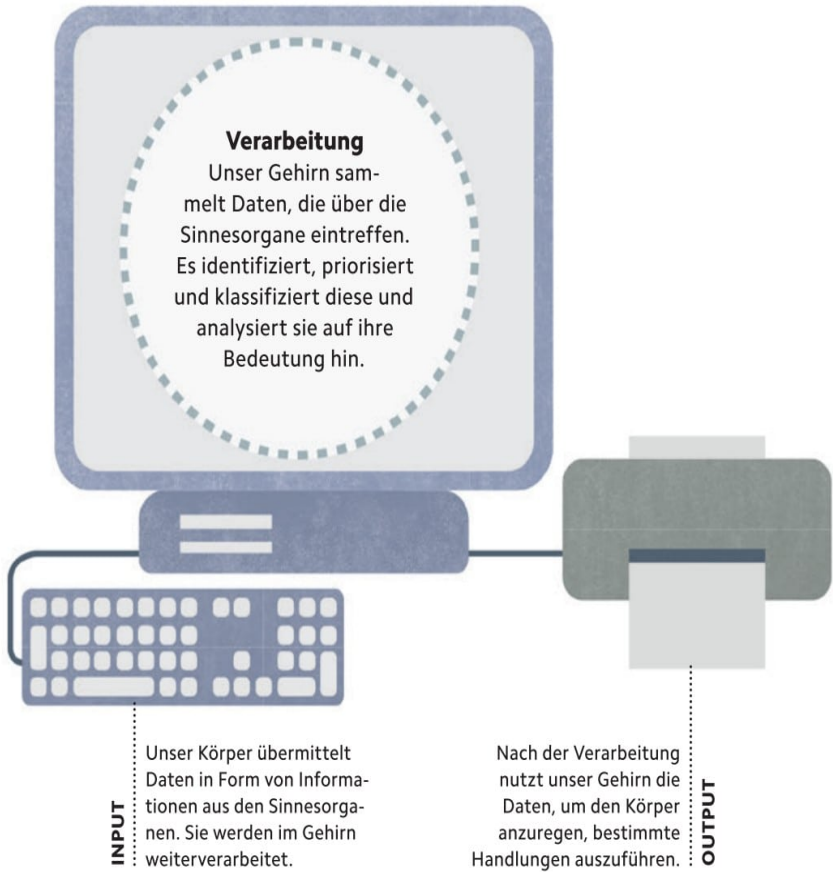 Verarbeitung
Unser Gehirn sam-
melt Daten, die über die
Sinnesorgane eintreffen.
Es identifiziert, priorisiert
und klassifiziert diese und
analysiert sie auf ihre
Bedeutung hin.
INPUT
Unser Körper übermittelt
Daten in Form von Informa-
tionen aus den Sinnesorga-
nen. Sie werden im Gehirn
weiterverarbeitet.
Nach der Verarbeitung
nutzt unser Gehirn die
Daten, um den Körper
anzuregen, bestimmte
Handlungen auszuführen.
OUTPUT